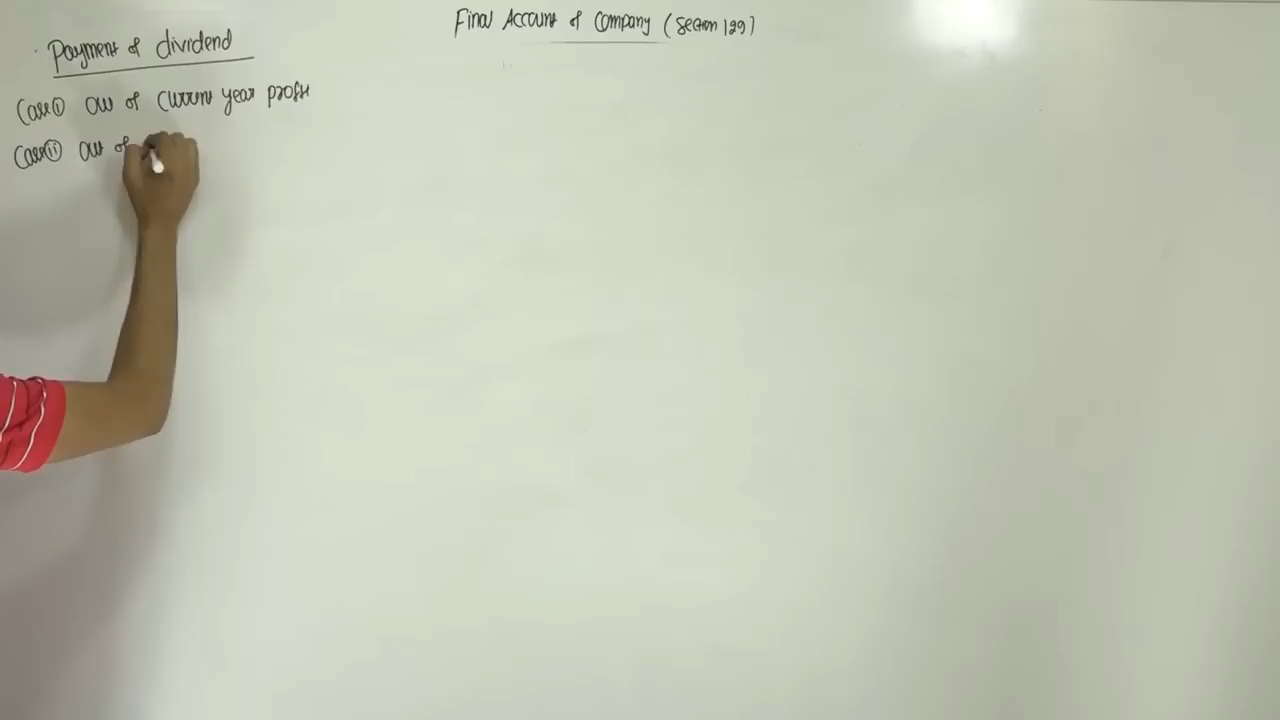 Final Account of Company (Section 129)
Payment of dividend
Case (i) Out of Current year profit
Case (ii) Out of